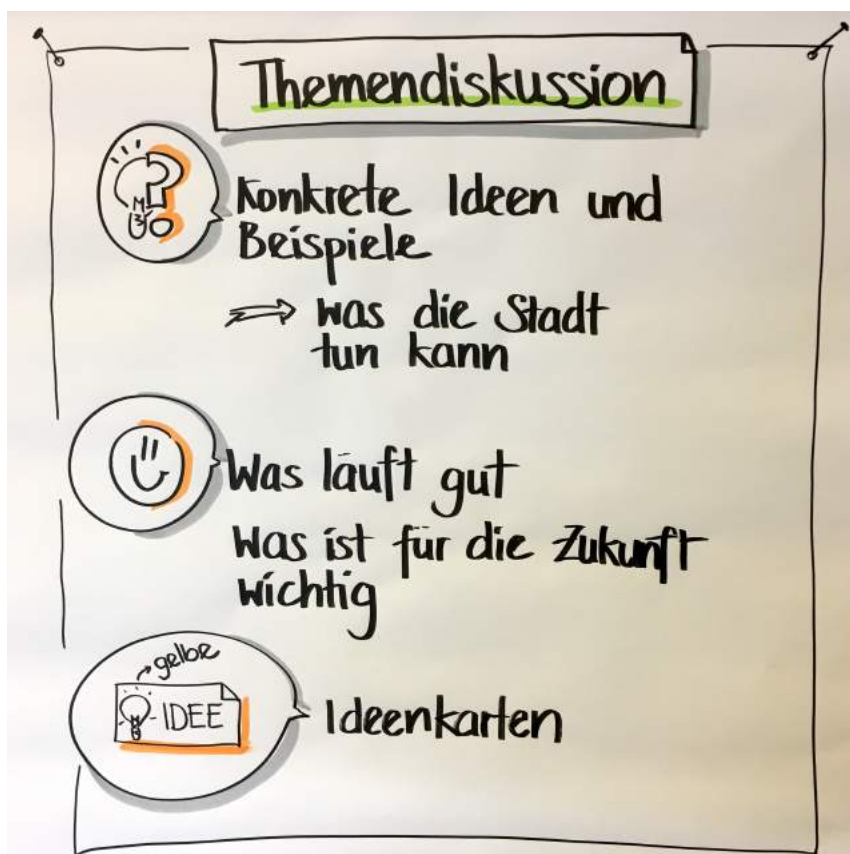 Themendiskussion
Konkrete Ideen und
Beispiele
was die Stadt
tun kann
Was läuft gut
Was ist für die Zukunft
wichtig
gelbe
IDEE
Ideenkarten